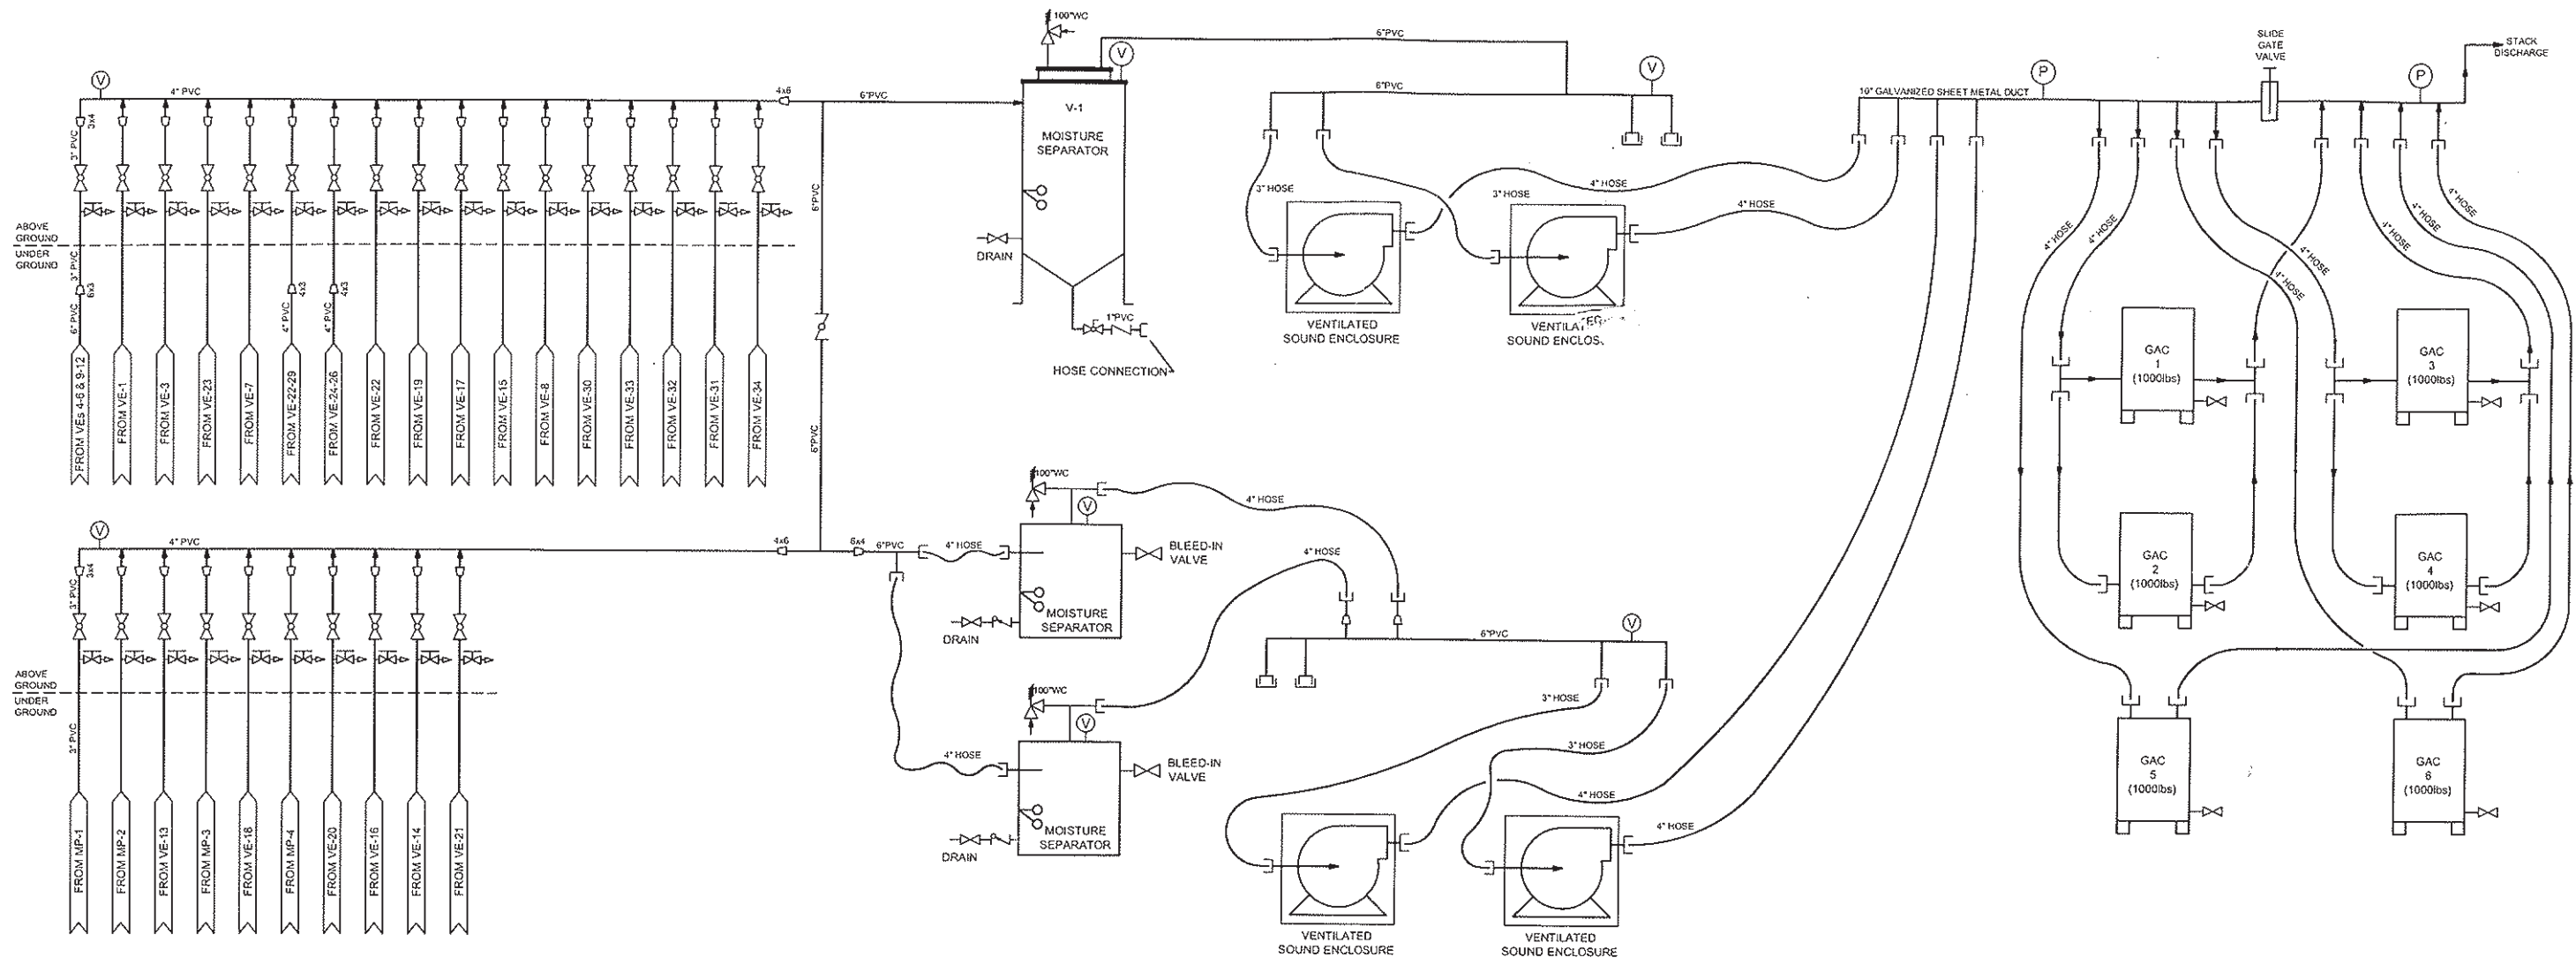 100"WC
6"PVC
V
V
4" PVC
4x6
6"PVC
V-1
MOISTURE
SEPARATOR
6"PVC
V
10" GALVANIZED SHEET METAL DUCT
P
SLIDE
GATE
VALVE
P
STACK
DISCHARGE
3x4
3" PVC
6"PVC
3" HOSE
3" HOSE
4" HOSE
4" HOSE
4" HOSE
4" HOSE
4" HOSE
4" HOSE
4" HOSE
4" HOSE
4" HOSE
ABOVE
GROUND
UNDER
GROUND
3" PVC
6x3
6" PVC
4x3
4" PVC
4x3
4" PVC
DRAIN
1"PVC
HOSE CONNECTION
VENTILATED
SOUND ENCLOSURE
SOUND ENCLOS
FROM VEs 4-6 & 9-12
FROM VE-1
FROM VE-3
FROM VE-23
FROM VE-7
FROM VE-22-29
FROM VE-24-26
FROM VE-22
FROM VE-19
FROM VE-17
FROM VE-15
FROM VE-8
FROM VE-30
FROM VE-33
FROM VE-32
FROM VE-31
FROM VE-34
6"PVC
GAC
1
(1000lbs)
GAC
3
(1000lbs)
V
4" PVC
4x6
6x4
6"PVC
4" HOSE
100"WC
V
4" HOSE
BLEED-IN
VALVE
4" HOSE
MOISTURE
SEPARATOR
DRAIN
GAC
2
(1000lbs)
GAC
4
(1000lbs)
3x4
3" PVC
6"PVC
V
ABOVE
GROUND
UNDER
GROUND
3" PVC
100"WC
V
3" HOSE
3" HOSE
4" HOSE
BLEED-IN
VALVE
MOISTURE
SEPARATOR
DRAIN
4" HOSE
4" HOSE
GAC
5
(1000lbs)
GAC
6
(1000lbs)
FROM MP-1
FROM MP-2
FROM VE-13
FROM MP-3
FROM VE-18
FROM MP-4
FROM VE-20
FROM VE-16
FROM VE-14
FROM VE-21
VENTILATED
SOUND ENCLOSURE
VENTILATED
SOUND ENCLOSURE